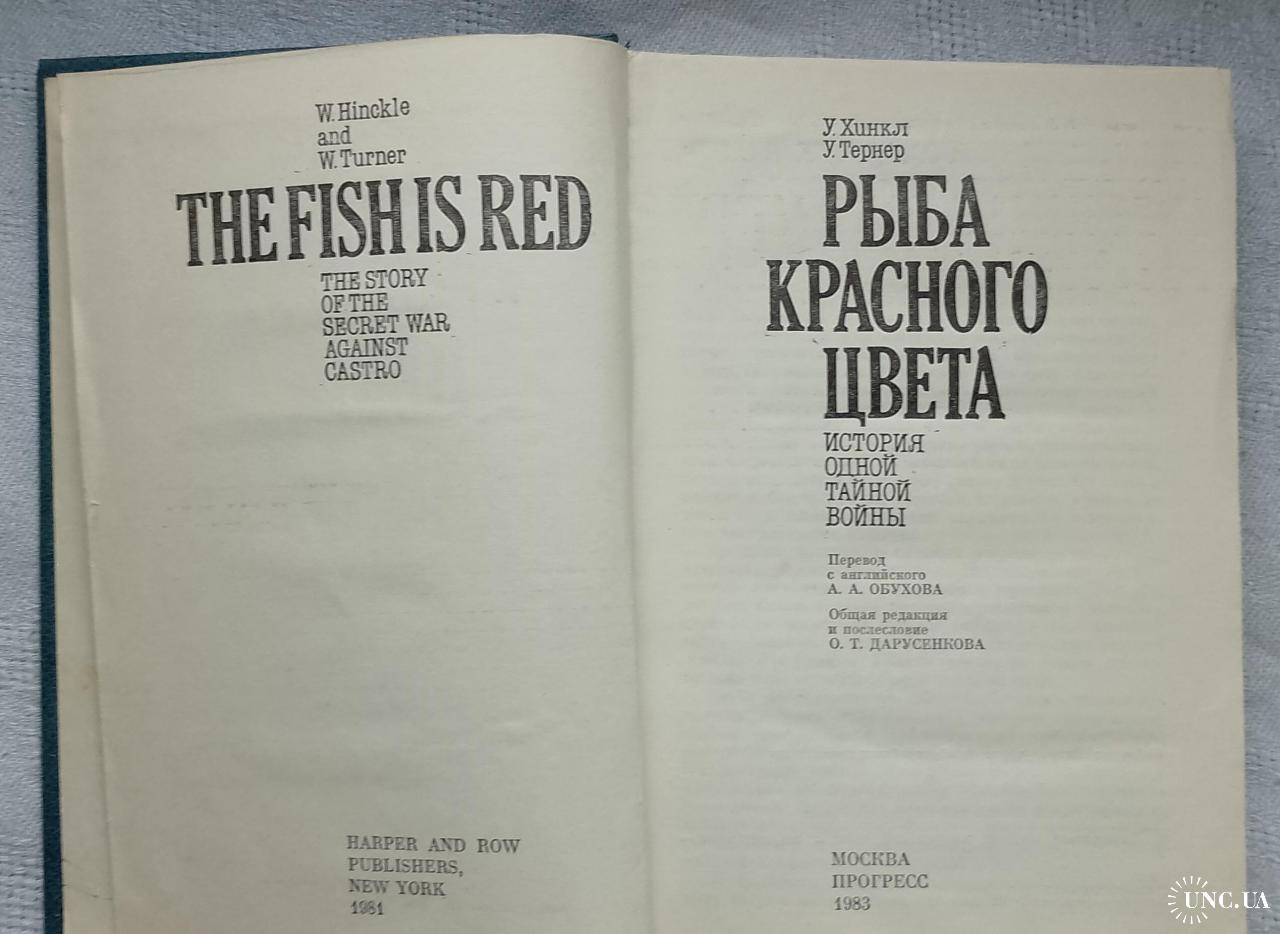 W. Hinckle
and
W. Turner
THE FISH IS RED
THE STORY
OF THE
SECRET WAR
AGAINST
CASTRO
HARPER AND ROW
PUBLISHERS,
NEW YORK
1981
У. Хинкл
У. Тернер
РЫБА
КРАСНОГО
ЦВЕТА
ИСТОРИЯ
ОДНОЙ
ТАЙНОЙ
ВОЙНЫ
Перевод
с английского
А. А. ОБУХОВА
Общая редакция
и послесловие
О. Т. ДАРУСЕНКОВА
МОСКВА
ПРОГРЕСС
1983
UNC.UA